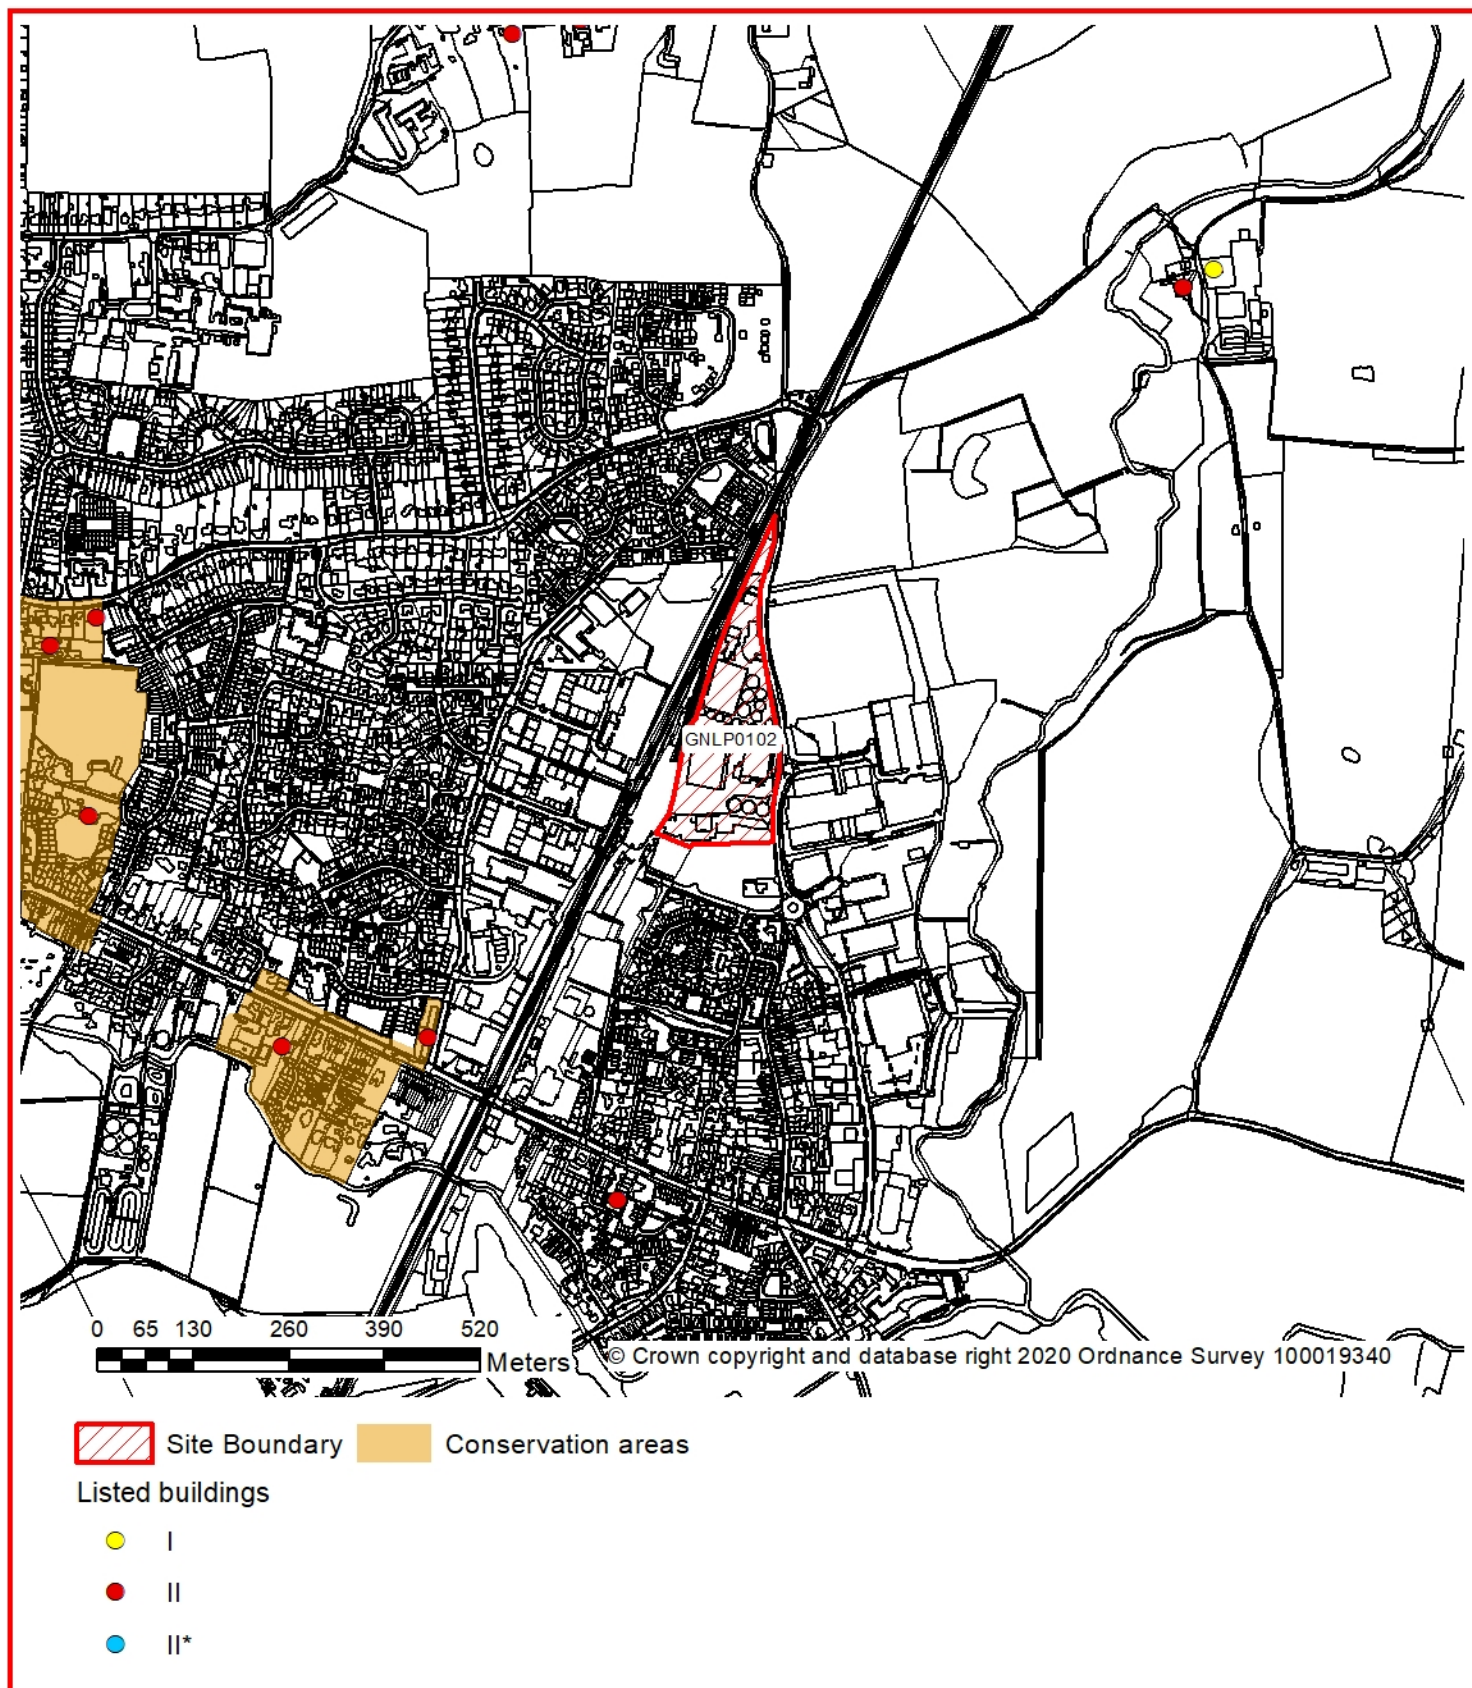 GNLP0102
0 65 130 260 390 520
Meters
© Crown copyright and database right 2020 Ordnance Survey 100019340
Site Boundary Conservation areas
Listed buildings
I
II
II*